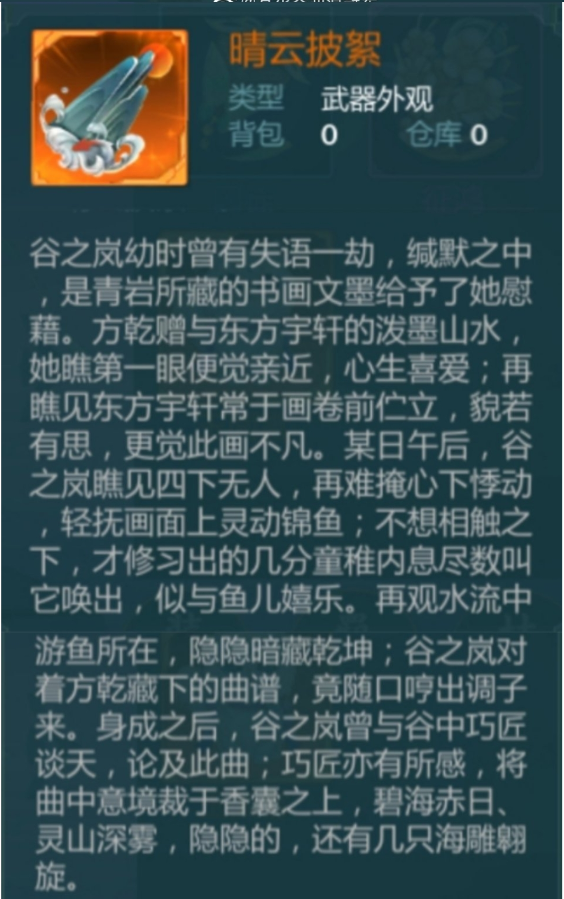 晴云披絮
类型 武器外观
背包 0 仓库 0
谷之岚幼时曾有失语一劫，缄默之中
，是青岩所藏的书画文墨给予了她慰
藉。方乾赠与东方宇轩的泼墨山水，
她瞧第一眼便觉亲近，心生喜爱；再
瞧见东方宇轩常于画卷前伫立，貌若
有思，更觉此画不凡。某日午后，谷
之岚瞧见四下无人，再难掩心下悸动
，轻抚画面上灵动锦鱼；不想相触之
下，才修习出的几分童稚内息尽数叫
它唤出，似与鱼儿嬉乐。再观水流中
游鱼所在，隐隐暗藏乾坤；谷之岚对
着方乾藏下的曲谱，竟随口哼出调子
来。身成之后，谷之岚曾与谷中巧匠
谈天，论及此曲；巧匠亦有所感，将
曲中意境裁于香囊之上，碧海赤日、
灵山深雾，隐隐的，还有几只海雕翱
旋。